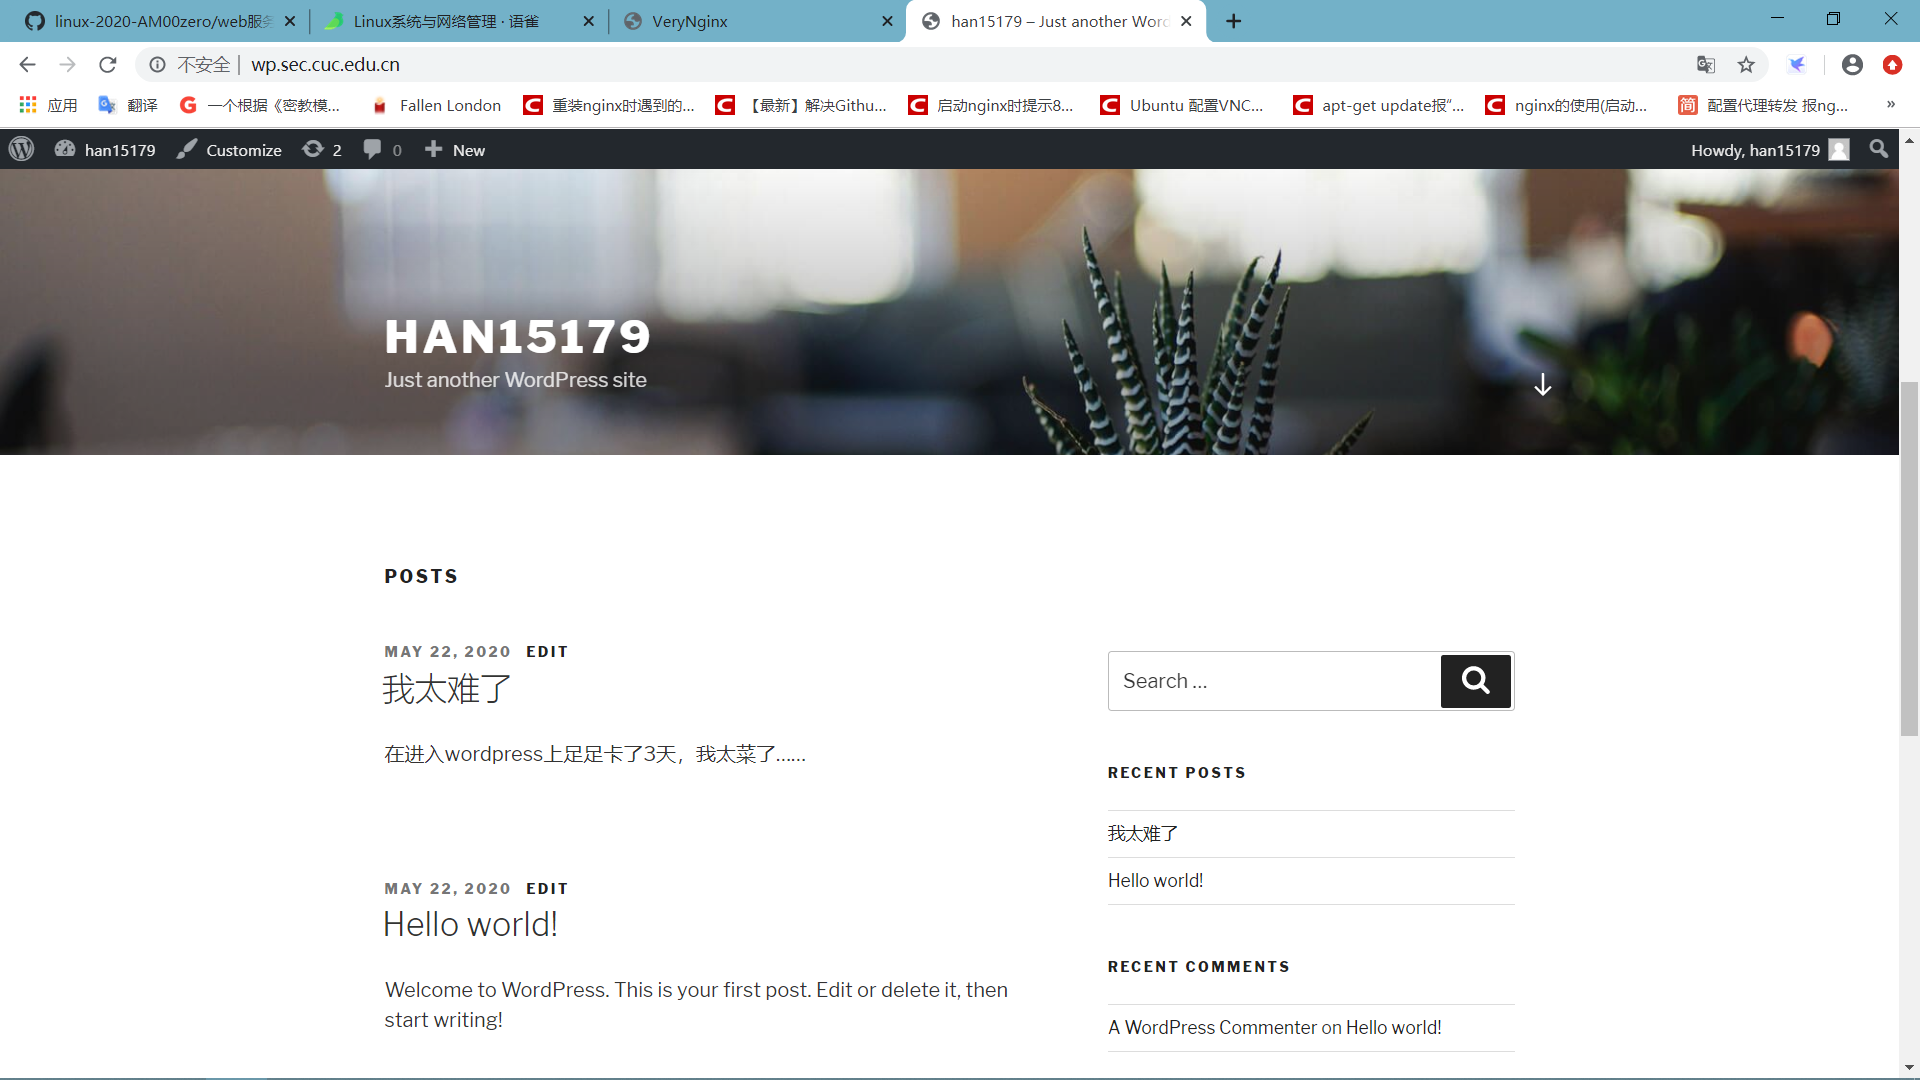 linux-2020-AM00zero/web服务
Linux系统与网络管理 · 语雀
VeryNginx
han15179 – Just another Word
不安全
wp.sec.cuc.edu.cn
应用
翻译
一个根据《密教模...
Fallen London
重装nginx时遇到的...
【最新】解决Githu...
启动nginx时提示8...
Ubuntu 配置VNC...
apt-get update报“...
nginx的使用(启动...
简
配置代理转发 报ng...
»
han15179
Customize
2
0
New
Howdy, han15179
HAN15179
Just another WordPress site
POSTS
MAY 22, 2020 EDIT
我太难了
在进入wordpress上足足卡了3天，我太菜了……
MAY 22, 2020 EDIT
Hello world!
Welcome to WordPress. This is your first post. Edit or delete it, then
start writing!
Search …
RECENT POSTS
我太难了
Hello world!
RECENT COMMENTS
A WordPress Commenter on Hello world!